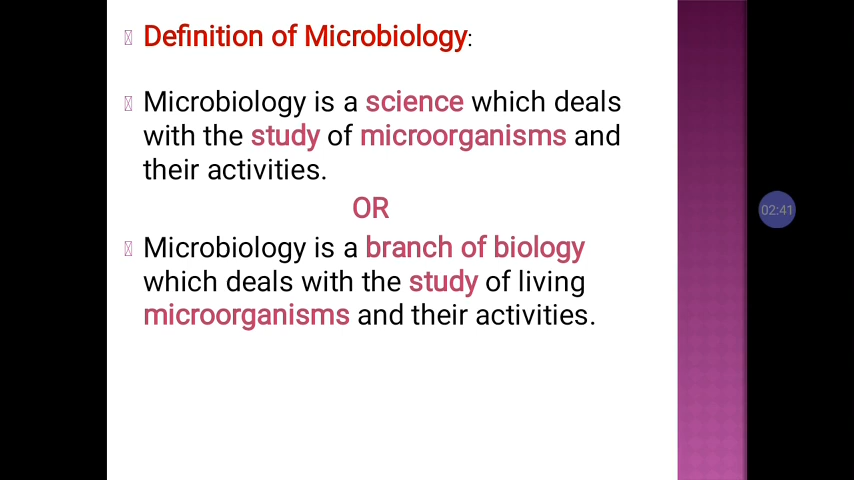 Definition of Microbiology:
Microbiology is a science which deals
with the study of microorganisms and
their activities.
OR
Microbiology is a branch of biology
which deals with the study of living
microorganisms and their activities.
02:41